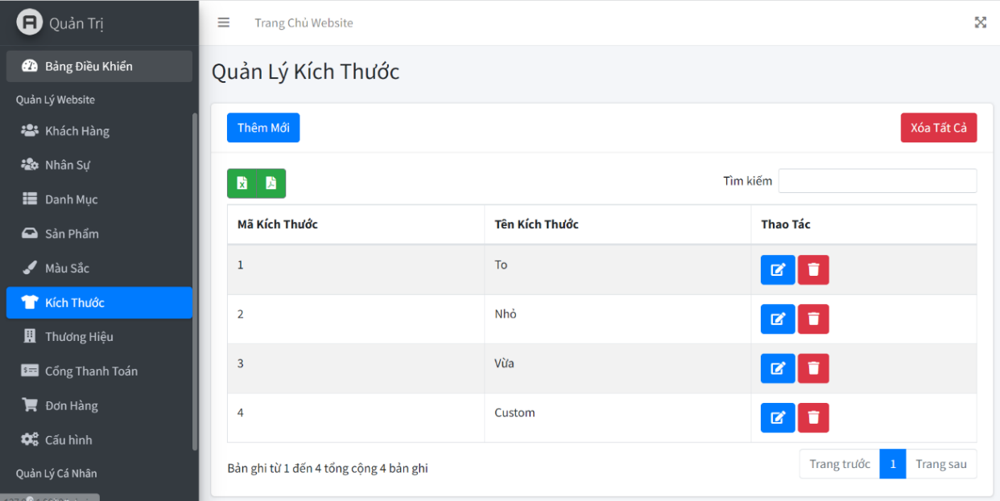 Quản Trị
Trang Chủ Website
Bảng Điều Khiển
Quản Lý Website
Khách Hàng
Nhân Sự
Danh Mục
Sản Phẩm
Màu Sắc
Kích Thước
Thương Hiệu
Cổng Thanh Toán
Đơn Hàng
Cấu hình
Quản Lý Cá Nhân
Quản Lý Kích Thước
Thêm Mới
Xóa Tất Cả
Tìm kiếm
Mã Kích Thước Tên Kích Thước Thao Tác
1 To
2 Nhỏ
3 Vừa
4 Custom
Bản ghi từ 1 đến 4 tổng cộng 4 bản ghi
Trang trước 1 Trang sau